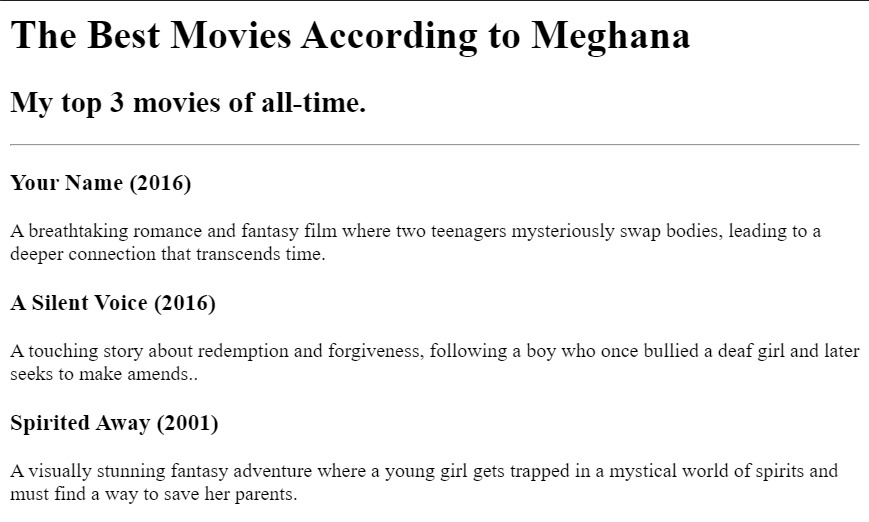 The Best Movies According to Meghana
My top 3 movies of all-time.
Your Name (2016)
A breathtaking romance and fantasy film where two teenagers mysteriously swap bodies, leading to a
deeper connection that transcends time.
A Silent Voice (2016)
A touching story about redemption and forgiveness, following a boy who once bullied a deaf girl and later
seeks to make amends..
Spirited Away (2001)
A visually stunning fantasy adventure where a young girl gets trapped in a mystical world of spirits and
must find a way to save her parents.